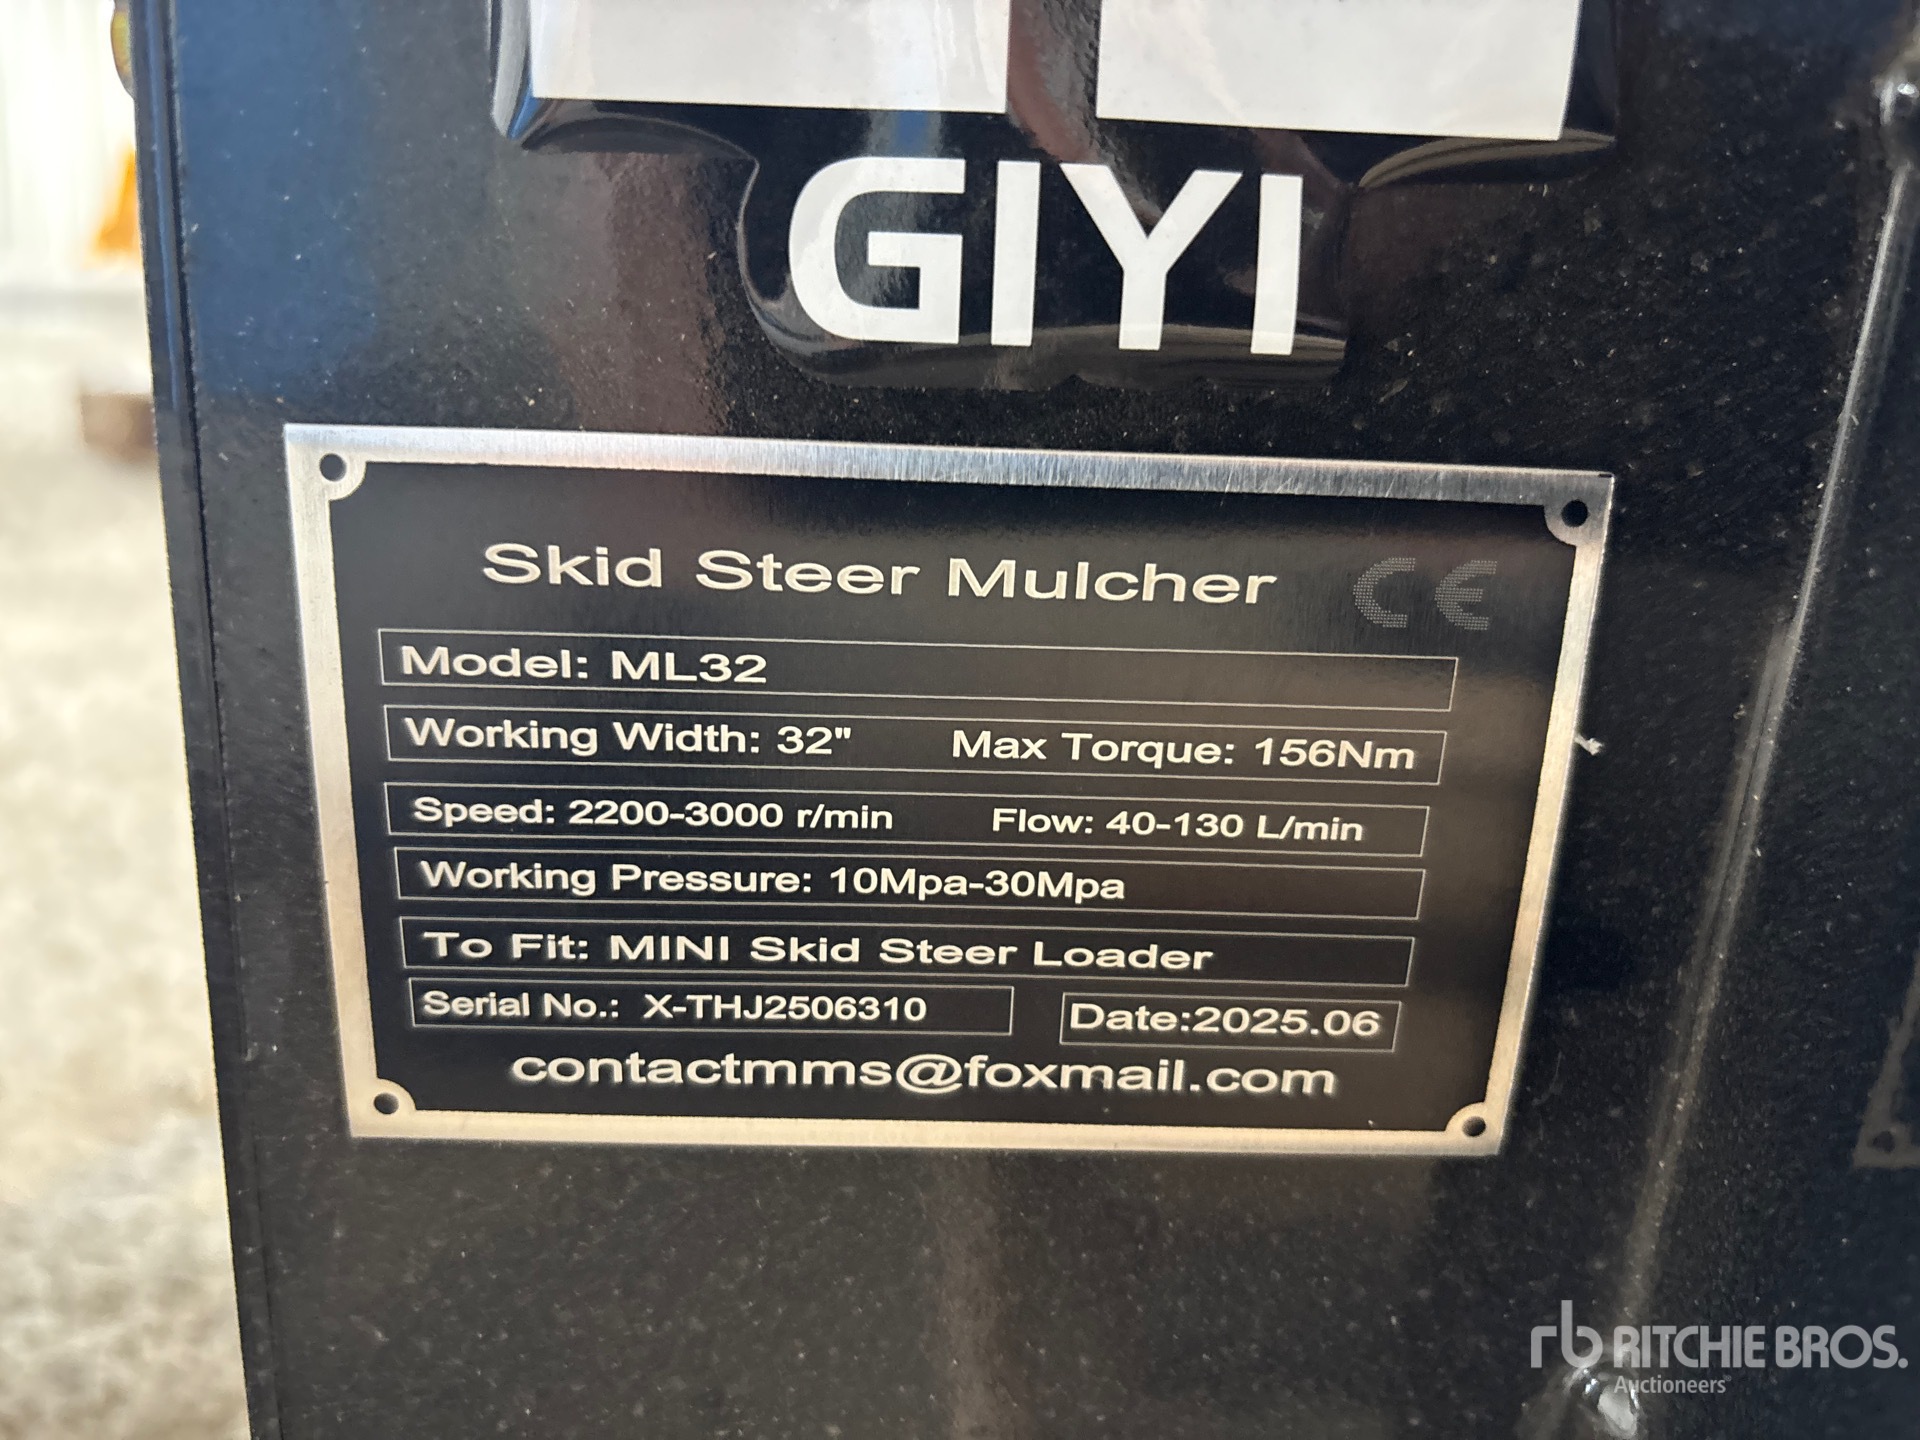 GIYI
Skid Steer Mulcher CE
Model: ML32
Working Width: 32" Max Torque: 156Nm
Speed: 2200-3000 r/min Flow: 40-130 L/min
Working Pressure: 10Mpa-30Mpa
To Fit: MINI Skid Steer Loader
Serial No.: X-THJ2506310 Date:2025.06
contactmms@foxmail.com
rb RITCHIE BROS.
Auctioneers